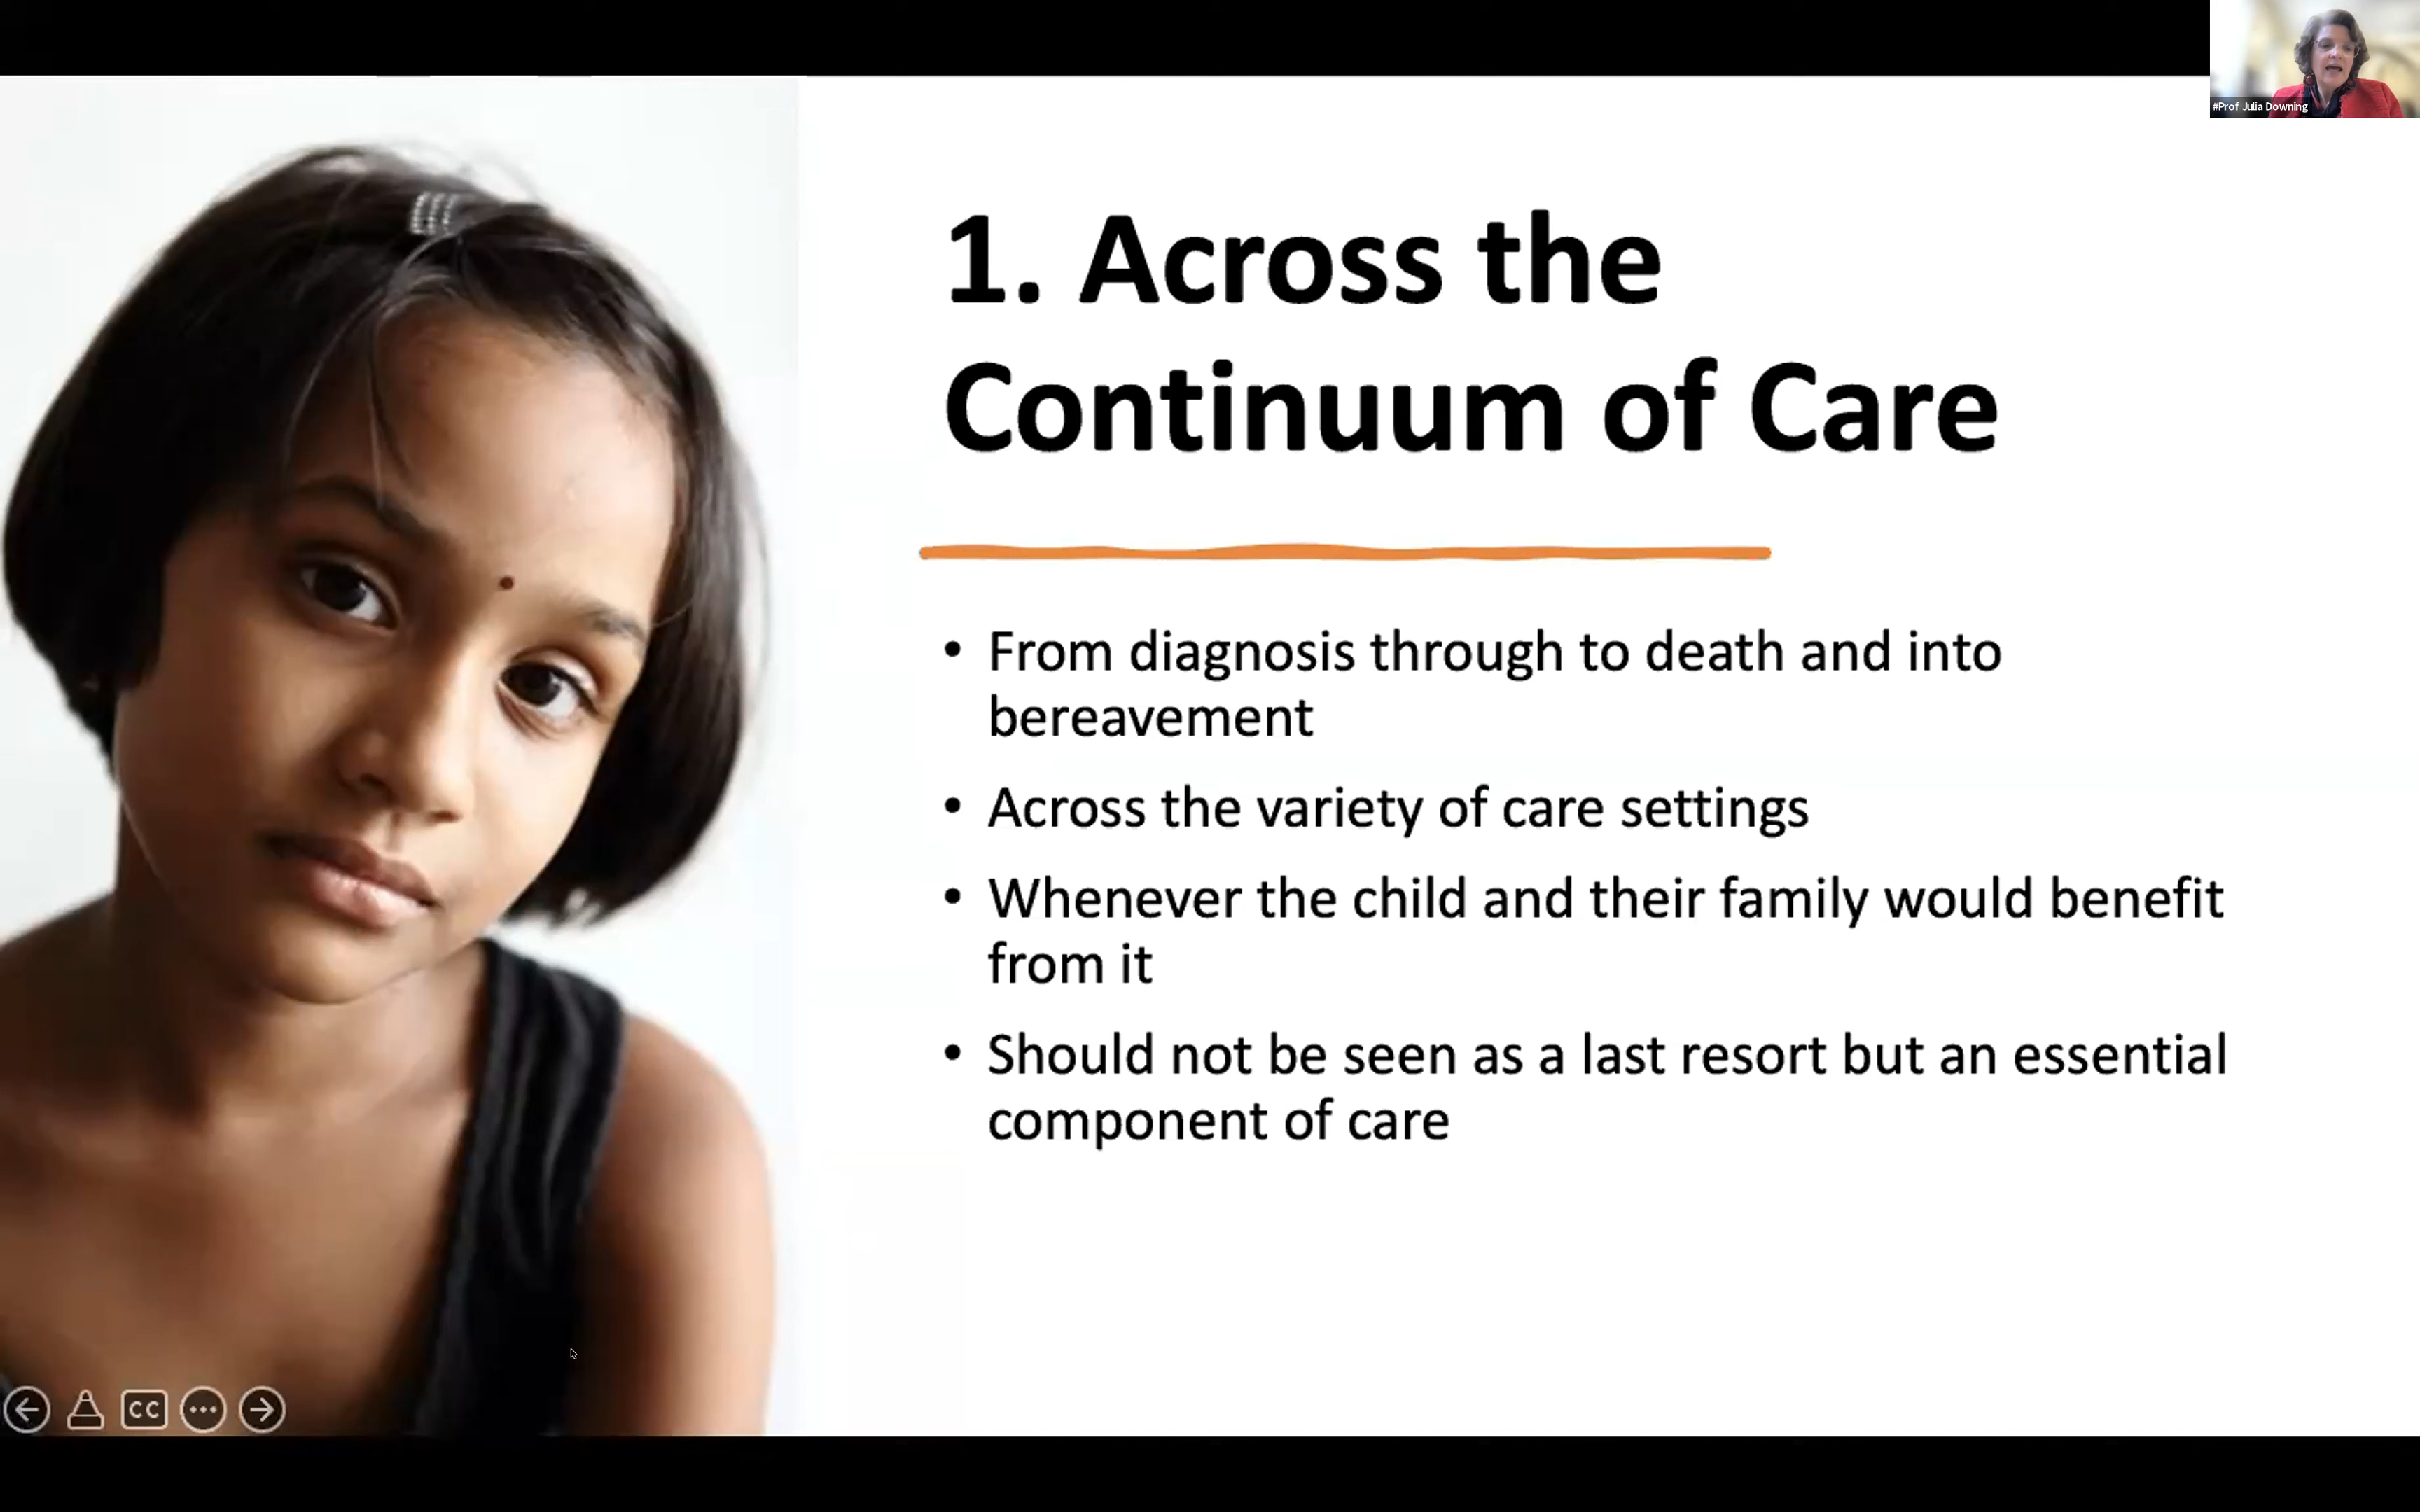 #Prof Julia Downing
1. Across the
Continuum of Care
• From diagnosis through to death and into
bereavement
• Across the variety of care settings
• Whenever the child and their family would benefit
from it
• Should not be seen as a last resort but an essential
component of care
CC